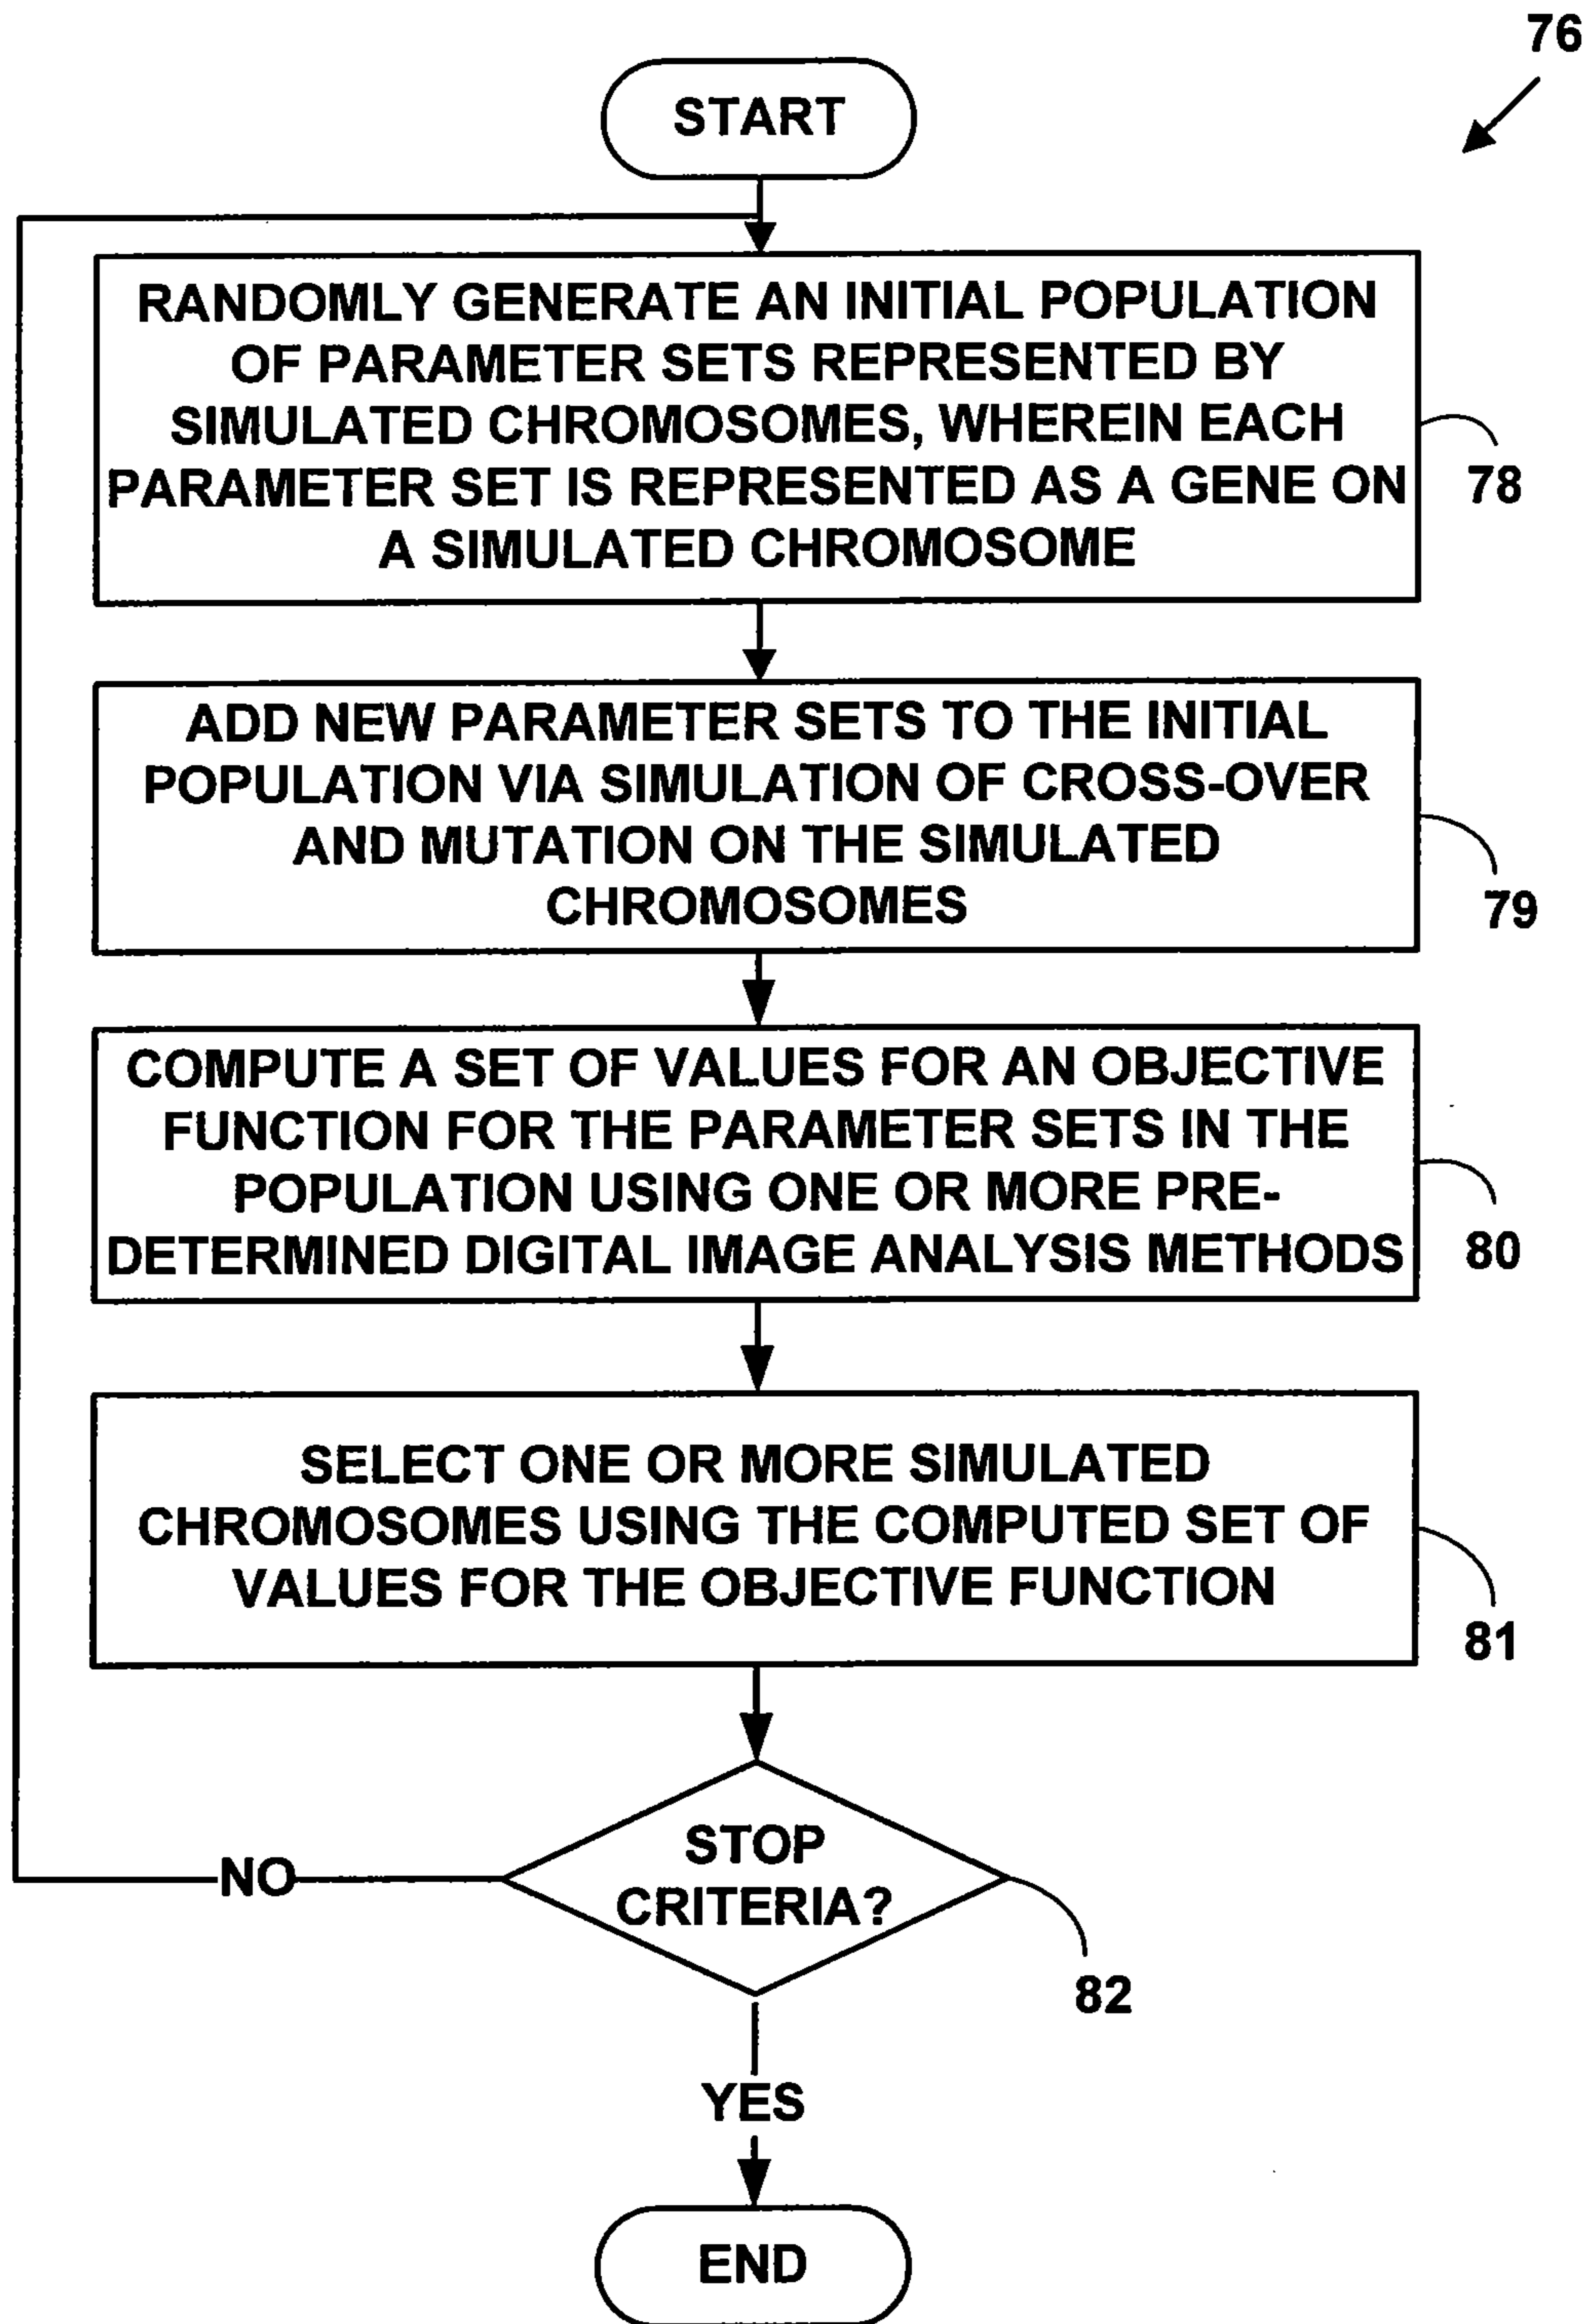 76
START
RANDOMLY GENERATE AN INITIAL POPULATION
OF PARAMETER SETS REPRESENTED BY
SIMULATED CHROMOSOMES, WHEREIN EACH
PARAMETER SET IS REPRESENTED AS A GENE ON
A SIMULATED CHROMOSOME
78
ADD NEW PARAMETER SETS TO THE INITIAL
POPULATION VIA SIMULATION OF CROSS-OVER
AND MUTATION ON THE SIMULATED
CHROMOSOMES
79
COMPUTE A SET OF VALUES FOR AN OBJECTIVE
FUNCTION FOR THE PARAMETER SETS IN THE
POPULATION USING ONE OR MORE PRE-
DETERMINED DIGITAL IMAGE ANALYSIS METHODS
80
SELECT ONE OR MORE SIMULATED
CHROMOSOMES USING THE COMPUTED SET OF
VALUES FOR THE OBJECTIVE FUNCTION
81
STOP
CRITERIA?
NO
82
YES
END